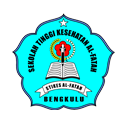 SEKOLAH TINGGI KESEHATAN AL-FATAH
STIKES AL-FATAH
BENGKULU